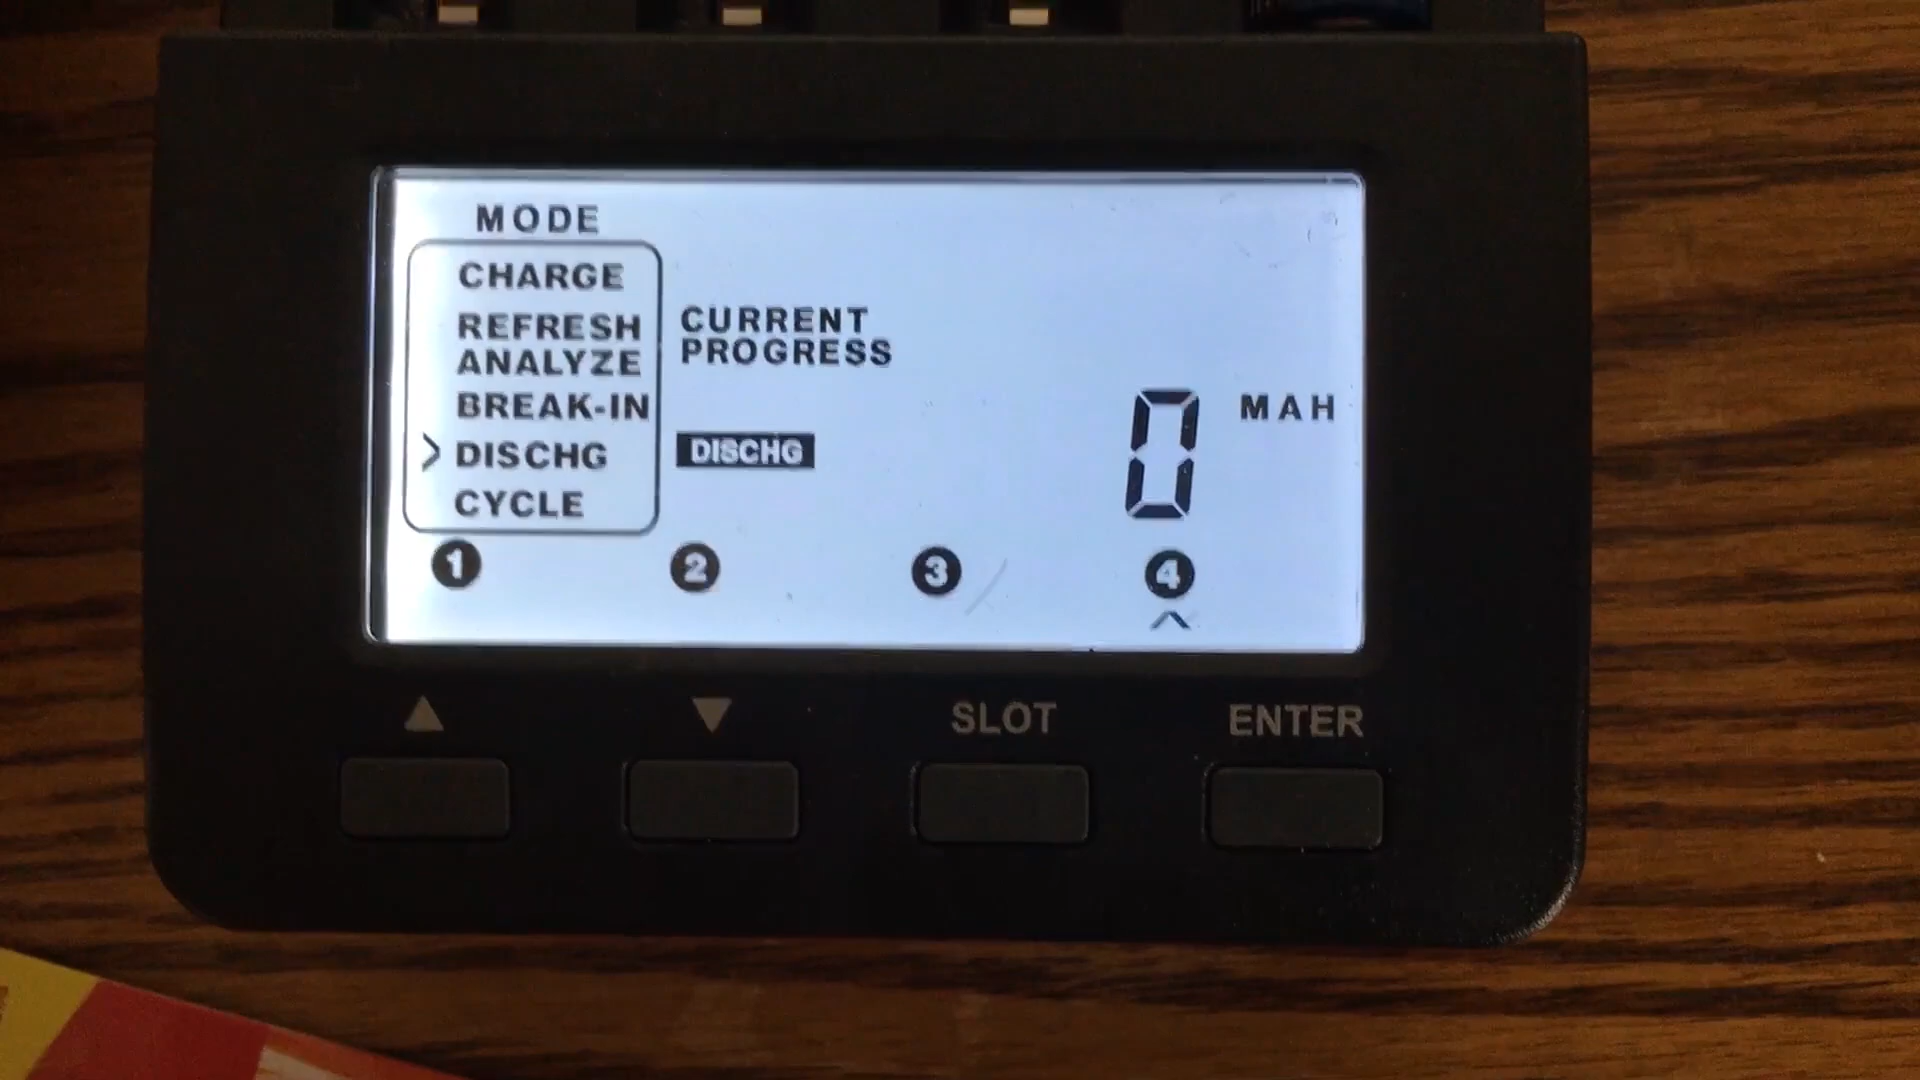 MODE
CHARGE
REFRESH
ANALYZE
BREAK-IN
> DISCHG
CYCLE
CURRENT
PROGRESS
DISCHG
0 MAH
1 2 3 4
^
▲ ▼ SLOT ENTER